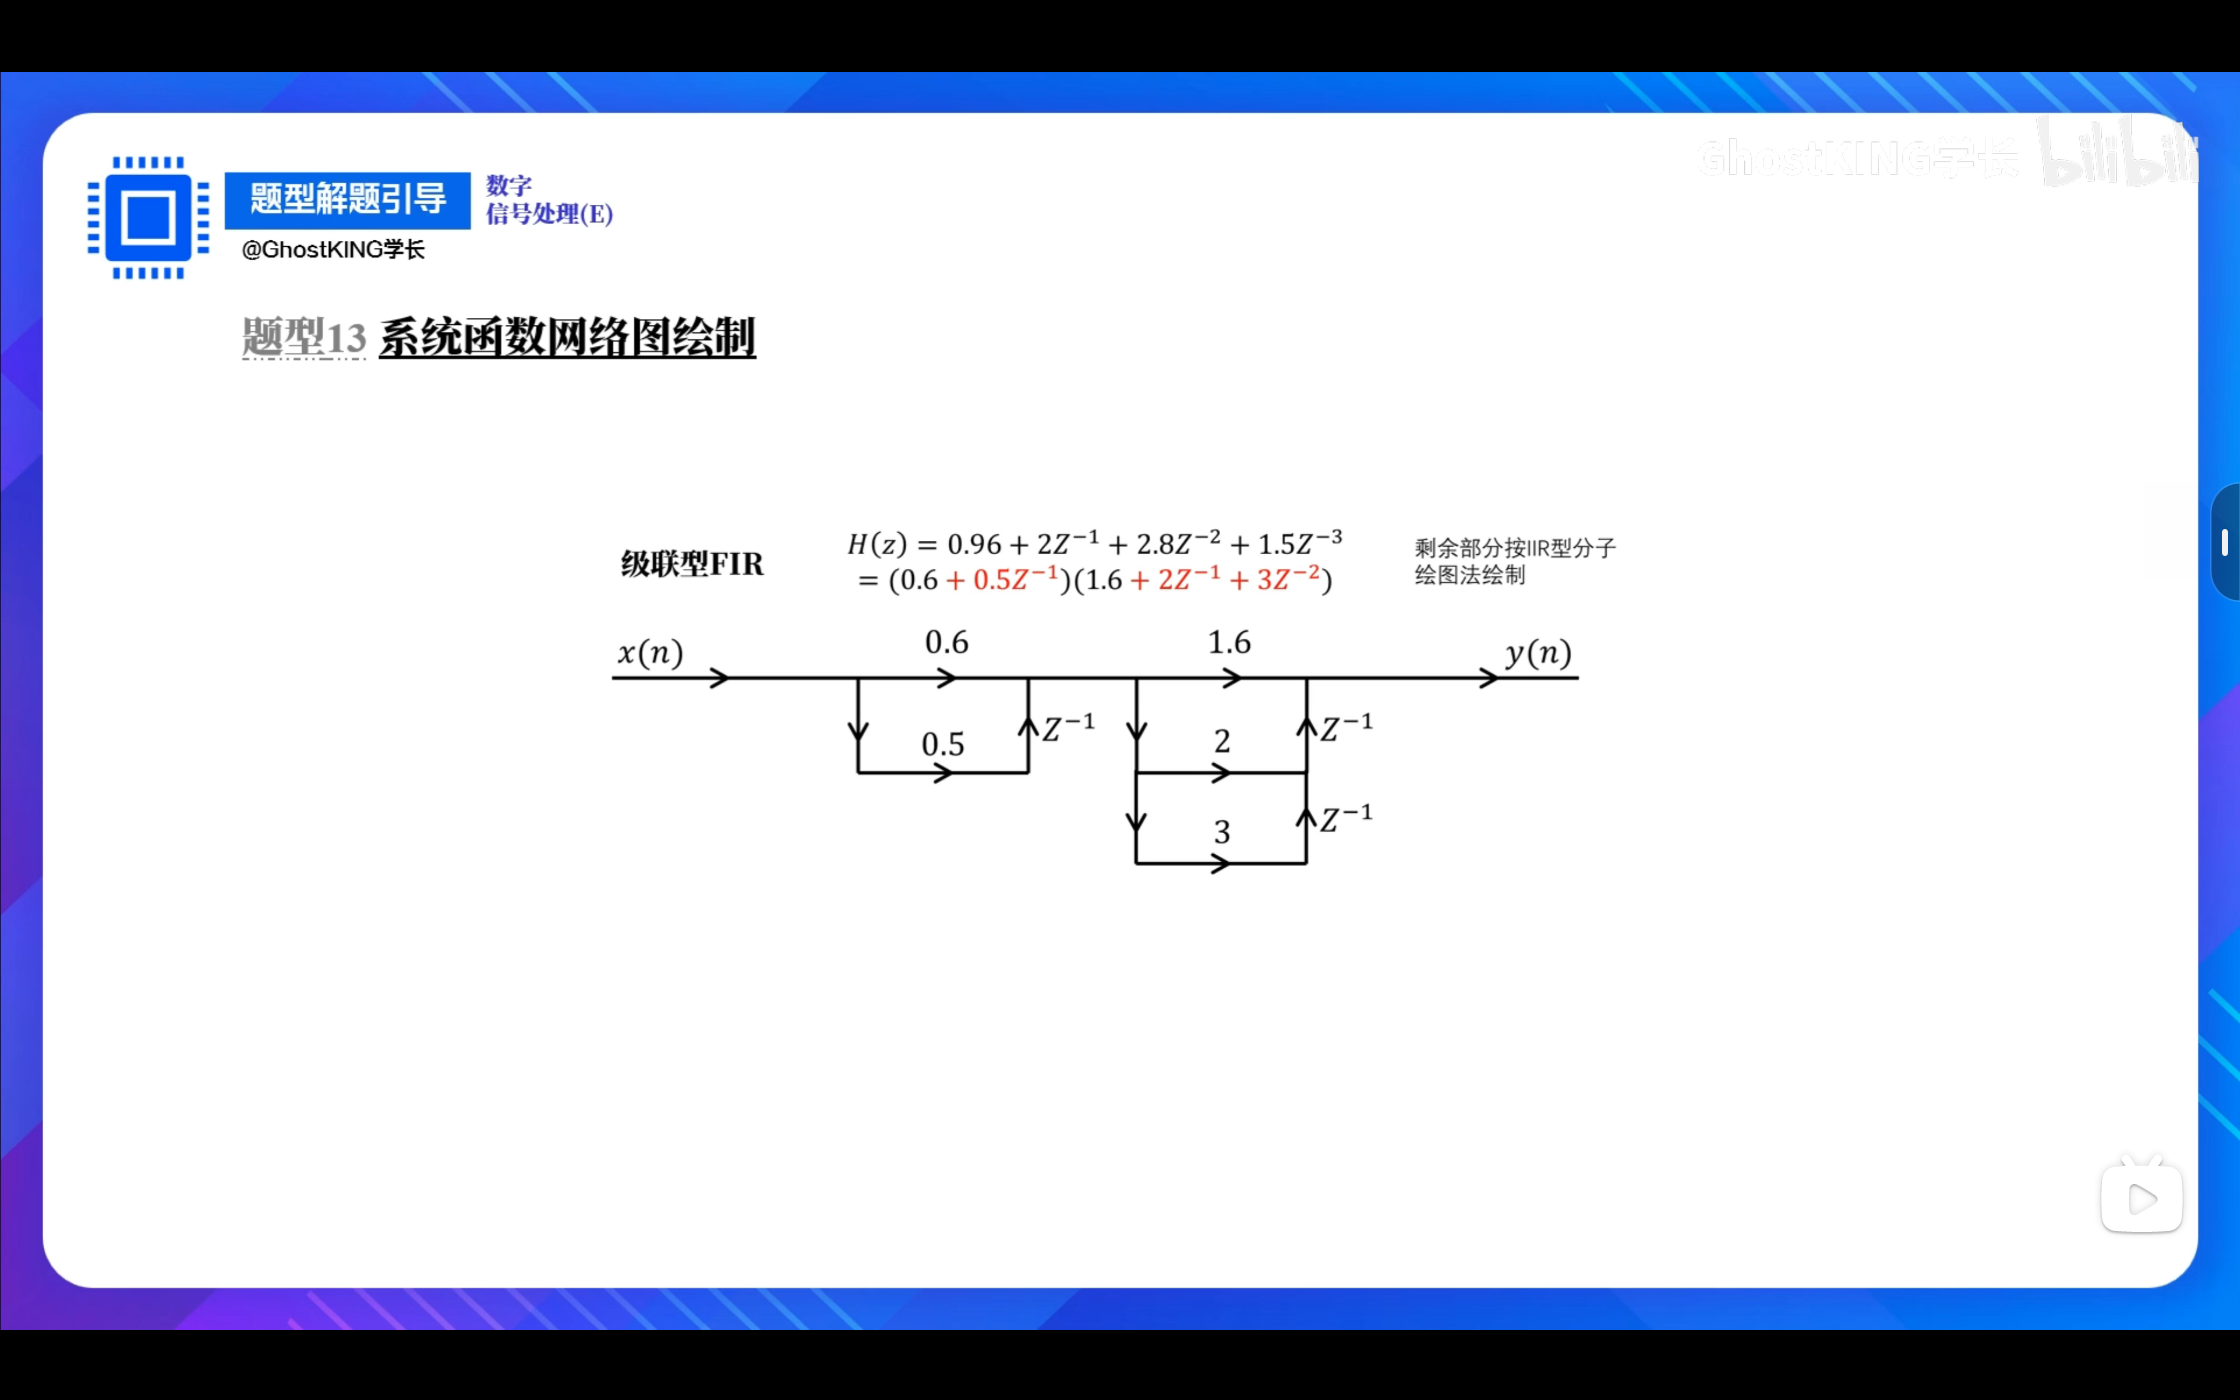 GhostKING学长 bilibili
题型解题引导
数字
信号处理(E)
@GhostKING学长
题型13 系统函数网络图绘制
级联型FIR
H(z) = 0.96 + 2Z⁻¹ + 2.8Z⁻² + 1.5Z⁻³
= (0.6 + 0.5Z⁻¹)(1.6 + 2Z⁻¹ + 3Z⁻²)
剩余部分按IIR型分子
绘图法绘制
x(n)
0.6
1.6
y(n)
0.5
Z⁻¹
2
Z⁻¹
3
Z⁻¹